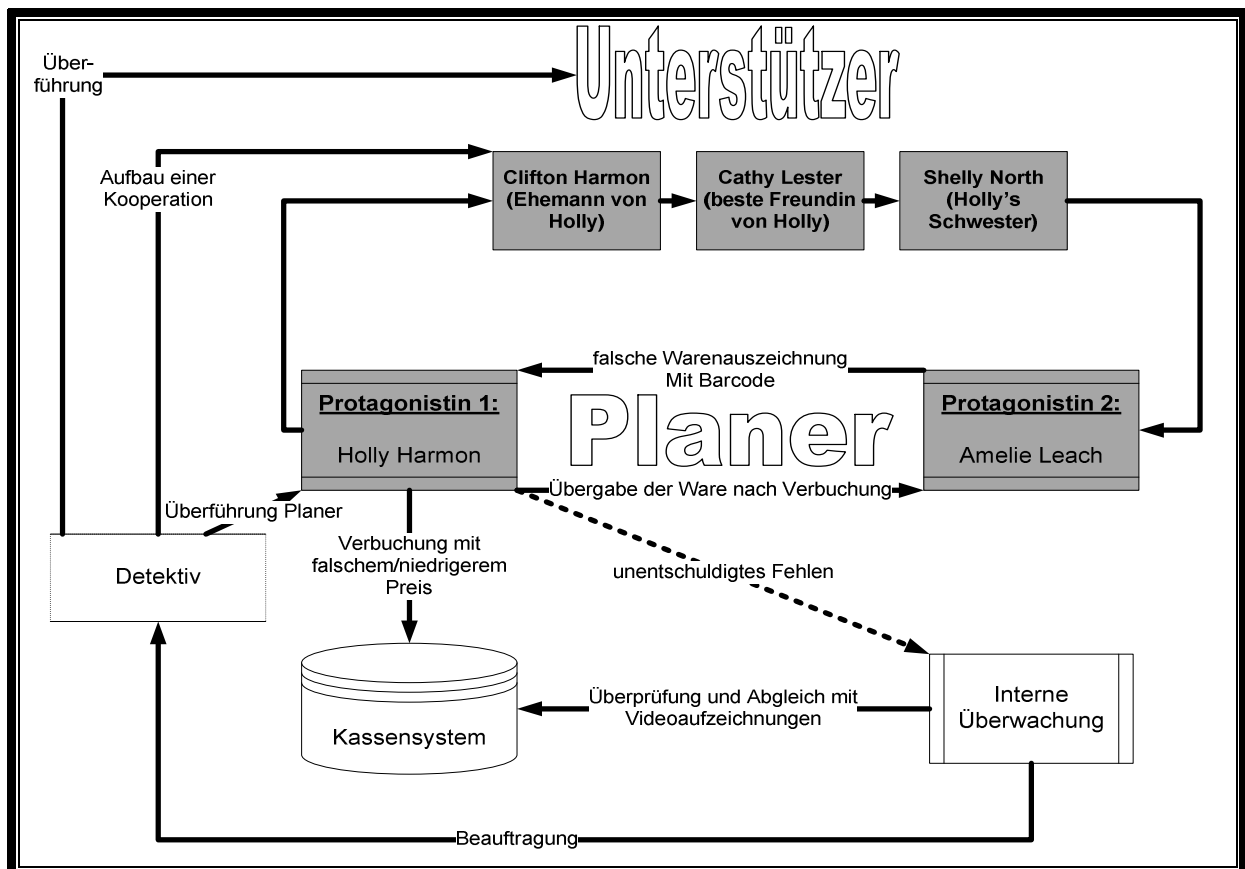 Unterstützer
Über-
führung
Aufbau einer
Kooperation
Clifton Harmon
(Ehemann von
Holly)
Cathy Lester
(beste Freundin
von Holly)
Shelly North
(Holly's
Schwester)
falsche Warenauszeichnung
Mit Barcode
Protagonistin 1:
Holly Harmon
Planer
Protagonistin 2:
Amelie Leach
Übergabe der Ware nach Verbuchung
Überführung Planer
Verbuchung mit
falschem/niedrigerem
Preis
unentschuldigtes Fehlen
Detektiv
Kassensystem
Überprüfung und Abgleich mit
Videoaufzeichnungen
Interne
Überwachung
Beauftragung